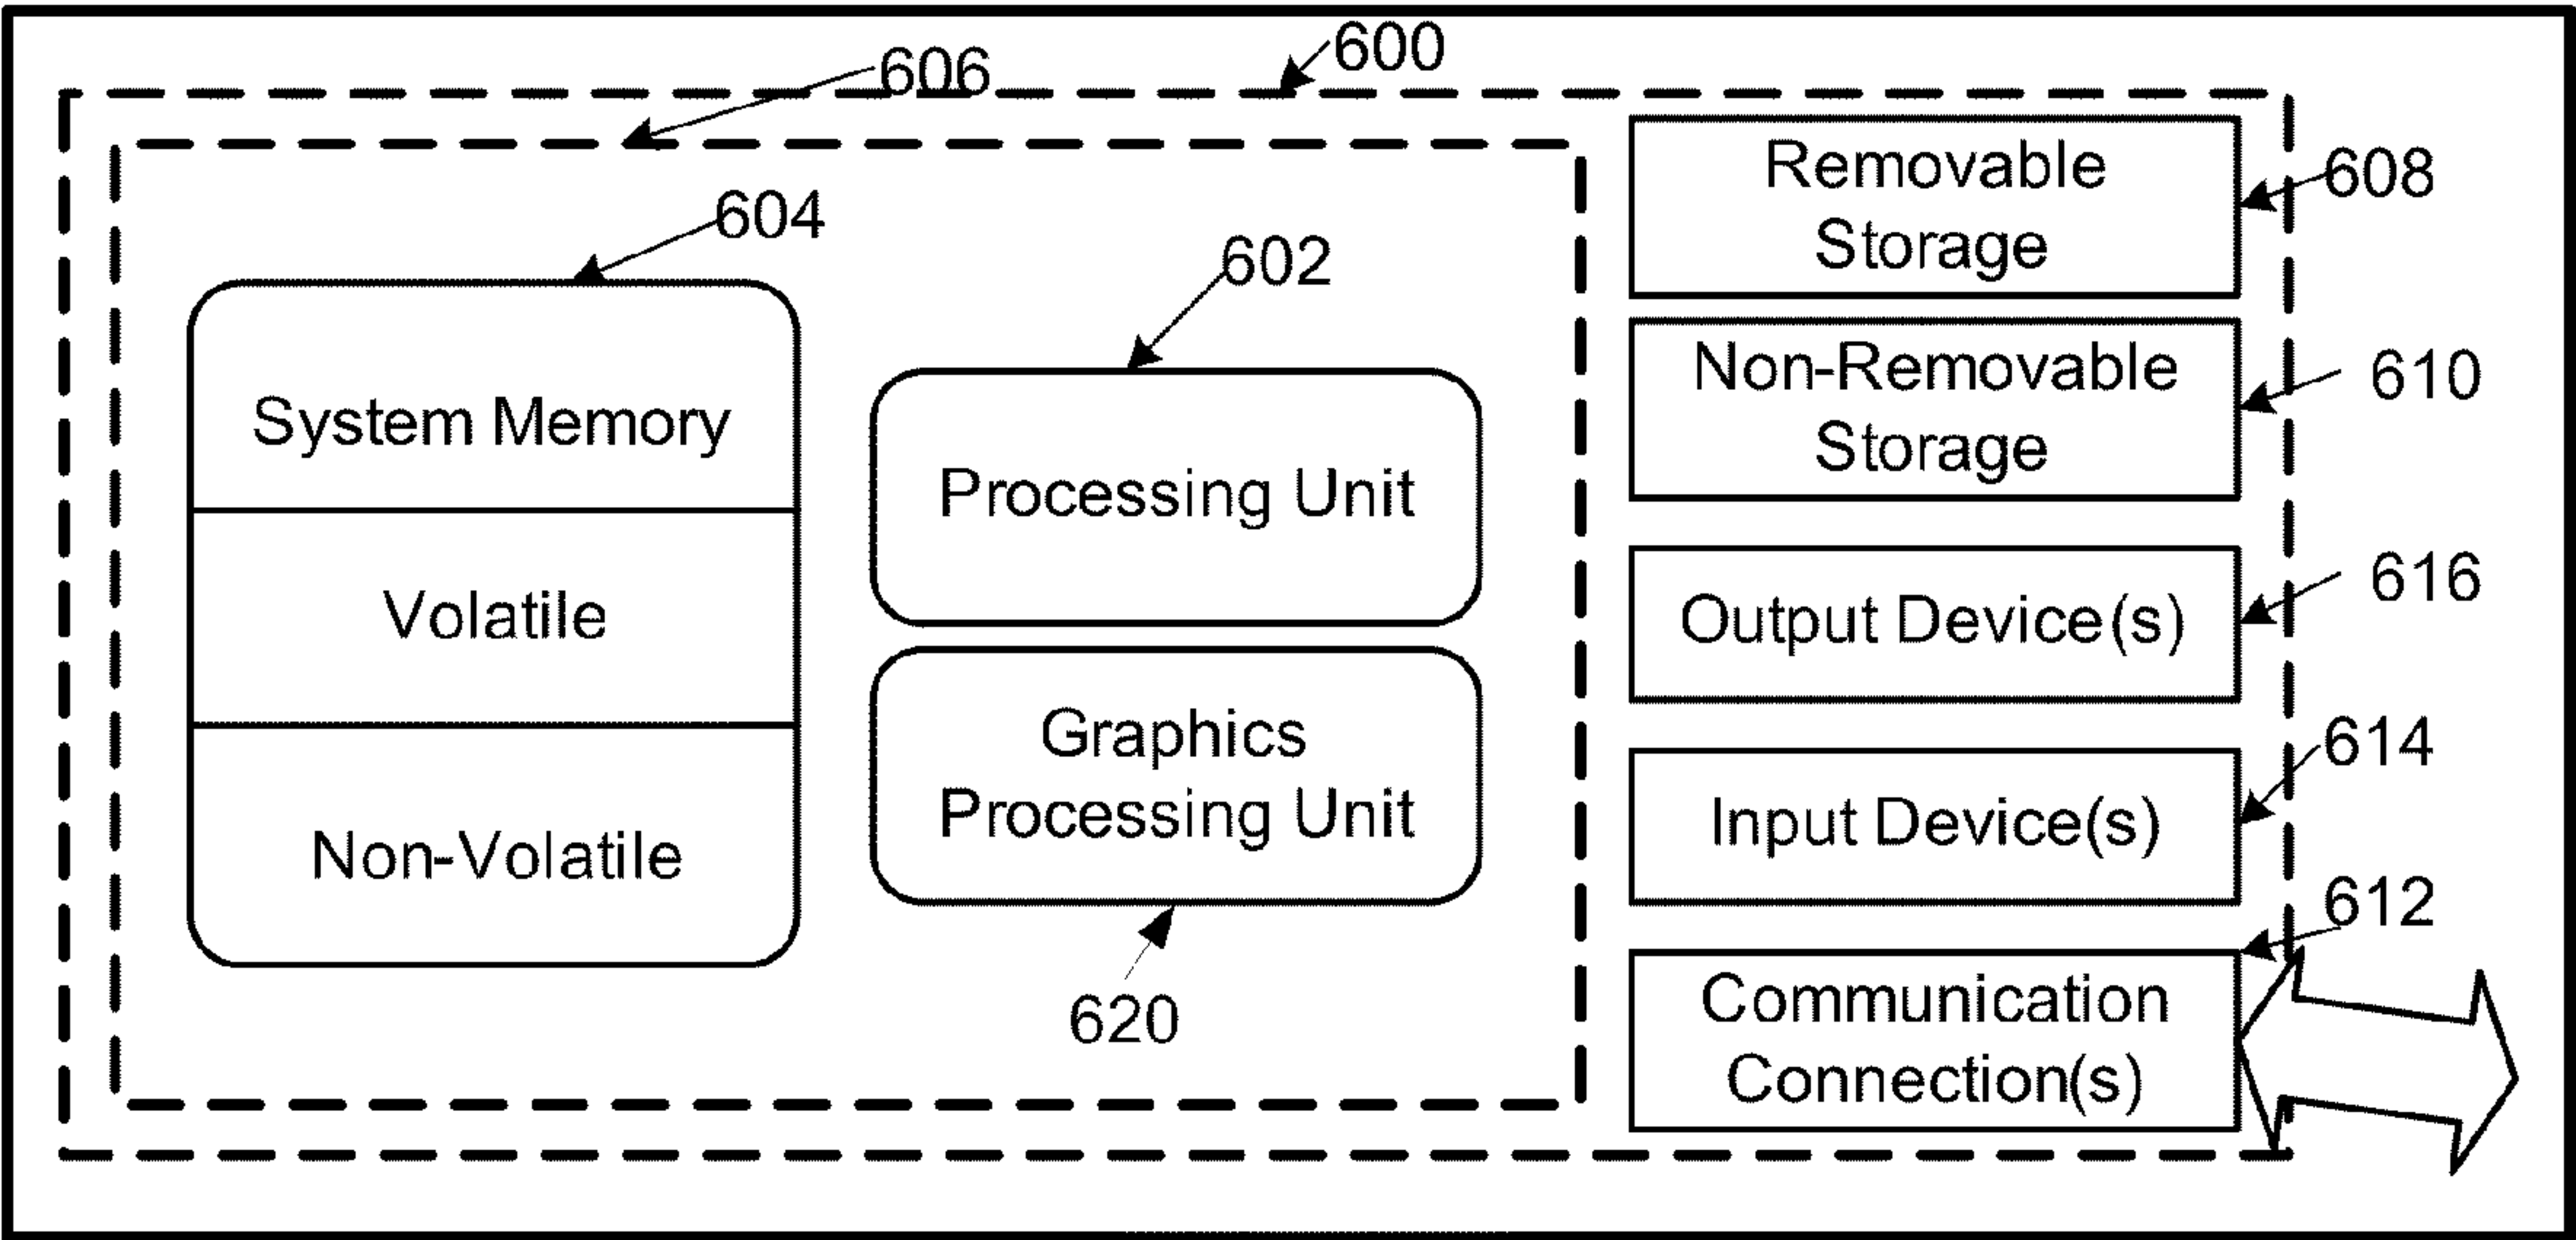 600
606
604
602
System Memory
Volatile
Non-Volatile
Processing Unit
Graphics
Processing Unit
620
Removable
Storage
608
Non-Removable
Storage
610
Output Device(s)
616
Input Device(s)
614
612
Communication
Connection(s)